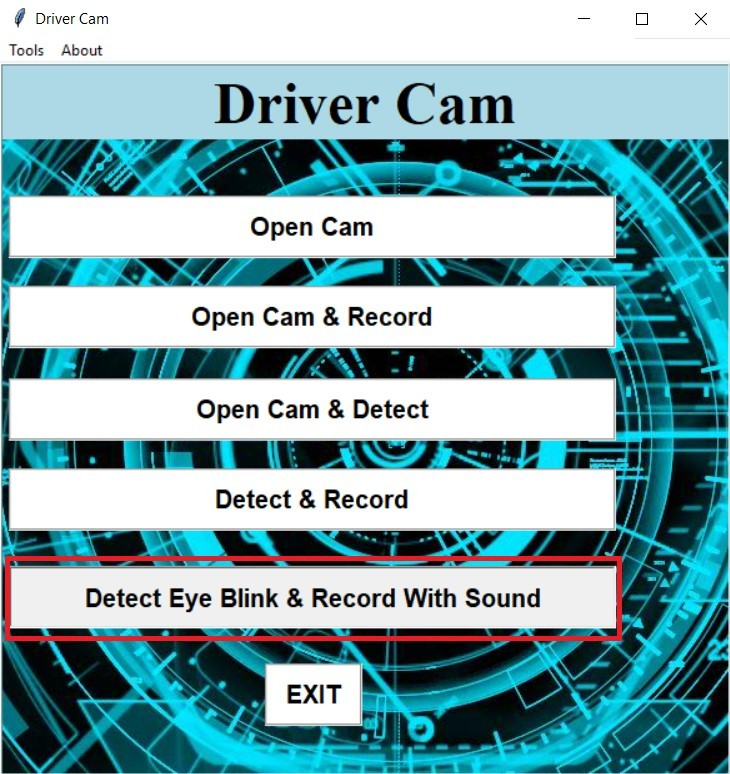 Driver Cam
Tools About
Driver Cam
Open Cam
Open Cam & Record
Open Cam & Detect
Detect & Record
Detect Eye Blink & Record With Sound
EXIT